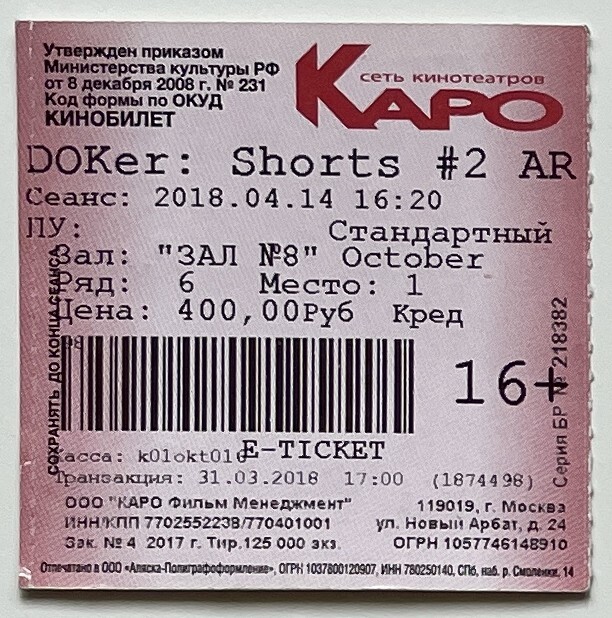 Утвержден приказом
Министерства культуры РФ
от 8 декабря 2008 г. № 231
Код формы по ОКУД
КИНОБИЛЕТ
сеть кинотеатров
КАРО
DOKer: Shorts #2 AR
Сеанс: 2018.04.14 16:20
ПУ: Стандартный
Зал: "ЗАЛ №8" October
Ряд: 6 Место: 1
Цена: 400,00Руб Кред
16+
E-TICKET
Касса: k01okt016
Транзакция: 31.03.2018 17:00 (1874498)
ООО "КАРО Фильм Менеджмент" 119019, г. Москва
ИНН/КПП 7702552238/770401001 ул. Новый Арбат, д. 24
Зак. № 4 2017 г. Тир.125 000 экз. ОГРН 1057746148910
Отпечатано в ООО «Аляска-Полиграфоформление», ОГРН 1037800120907, ИНН 780250140, СПб, наб. р. Смоленки, 14
СОХРАНЯТЬ ДО КОНЦА СЕАНСА
Серия БР № 218382